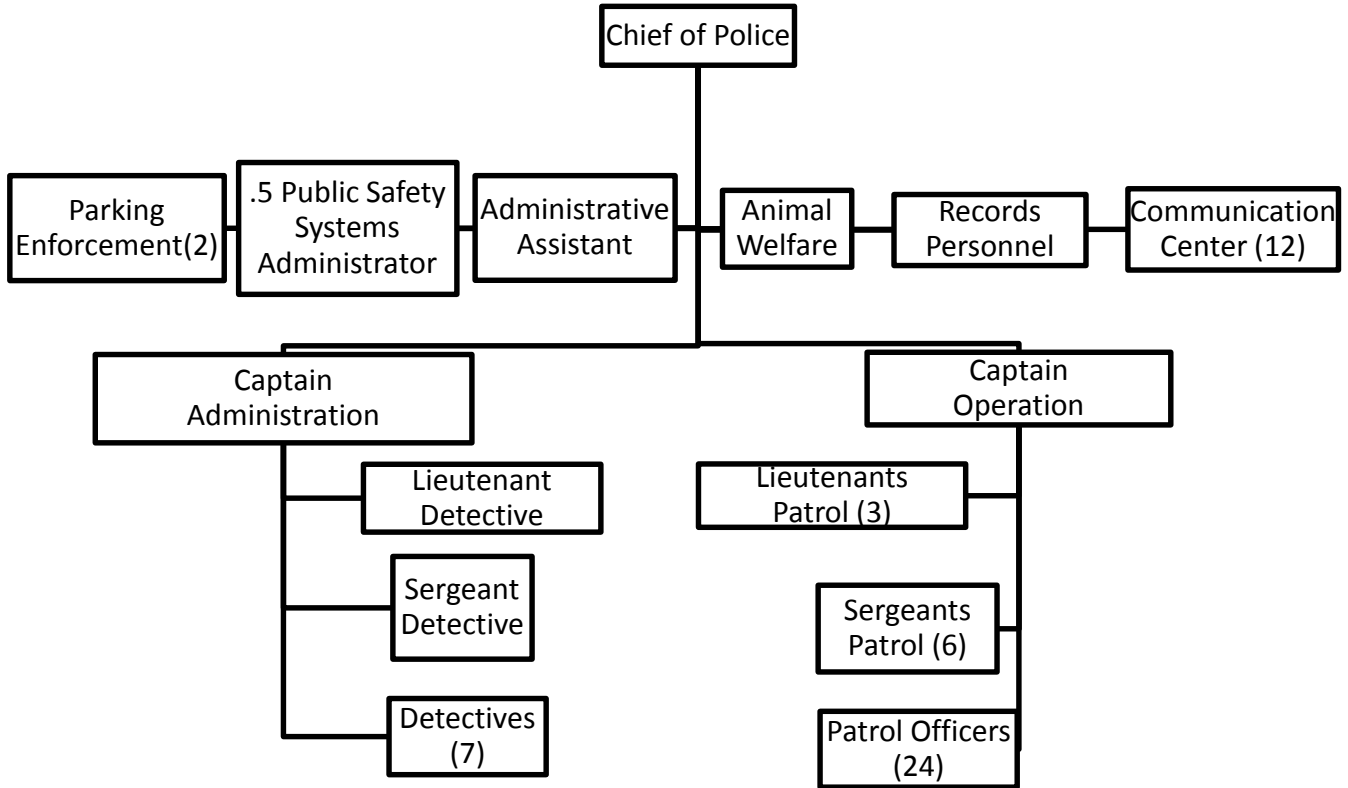 Chief of Police
Parking
Enforcement(2)
.5 Public Safety
Systems
Administrator
Administrative
Assistant
Animal
Welfare
Records
Personnel
Communication
Center (12)
Captain
Administration
Captain
Operation
Lieutenant
Detective
Lieutenants
Patrol (3)
Sergeant
Detective
Sergeants
Patrol (6)
Detectives
(7)
Patrol Officers
(24)